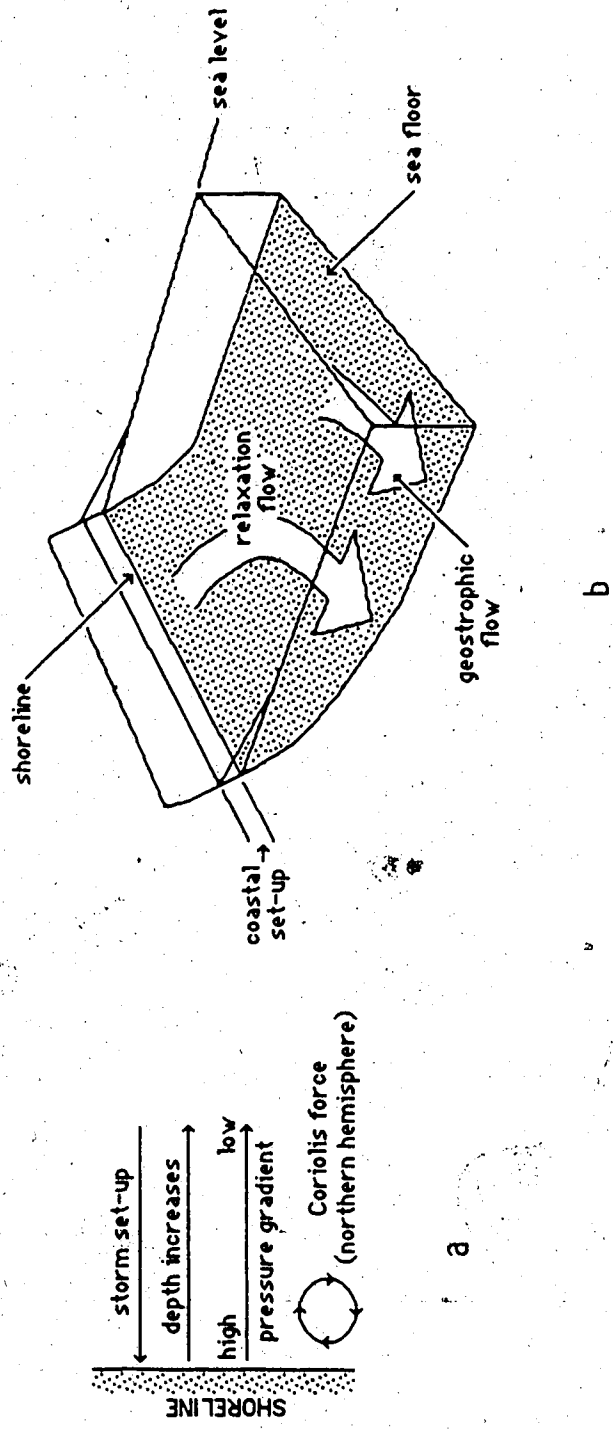 SHORELINE
storm set-up
depth increases
high low
pressure gradient
Coriolis force
(northern hemisphere)
a
shoreline
coastal
set-up
relaxation
flow
geostrophic
flow
sea level
sea floor
b